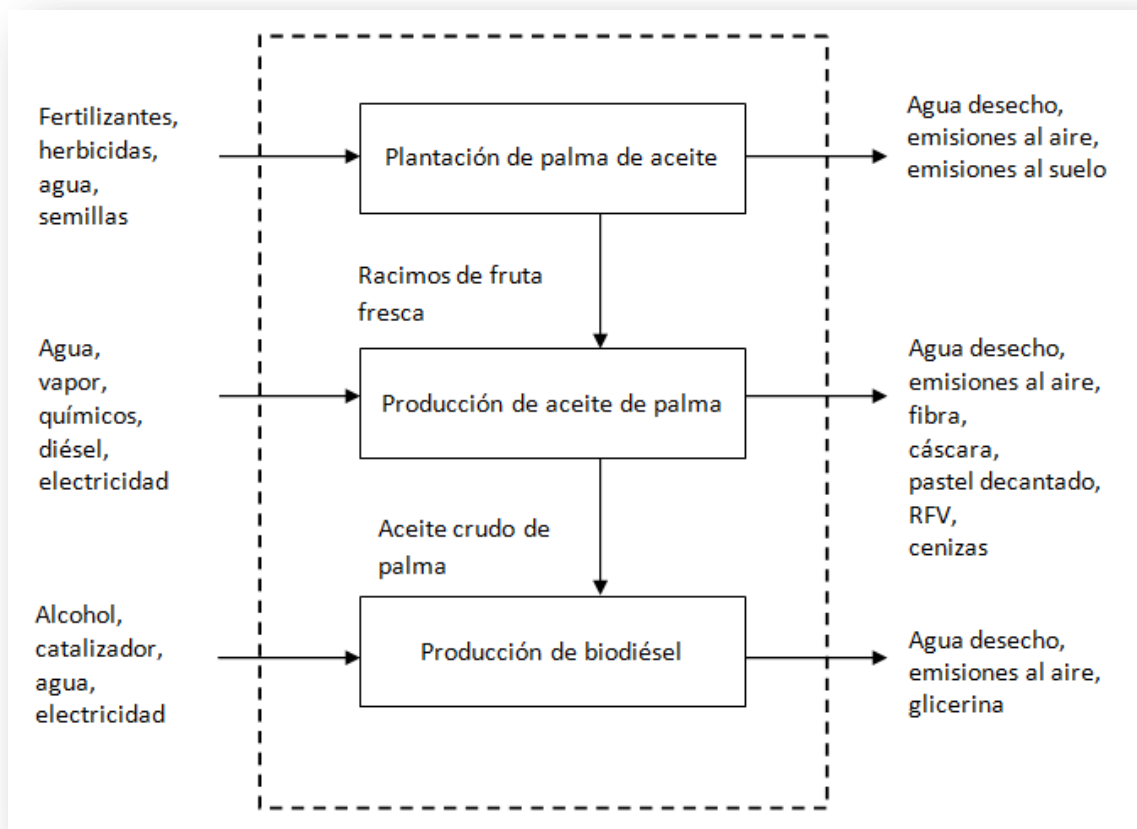 Fertilizantes,
herbicidas,
agua,
semillas
Plantación de palma de aceite
Agua desecho,
emisiones al aire,
emisiones al suelo
Racimos de fruta
fresca
Agua,
vapor,
químicos,
diésel,
electricidad
Producción de aceite de palma
Agua desecho,
emisiones al aire,
fibra,
cáscara,
pastel decantado,
RFV,
cenizas
Aceite crudo de
palma
Alcohol,
catalizador,
agua,
electricidad
Producción de biodiésel
Agua desecho,
emisiones al aire,
glicerina